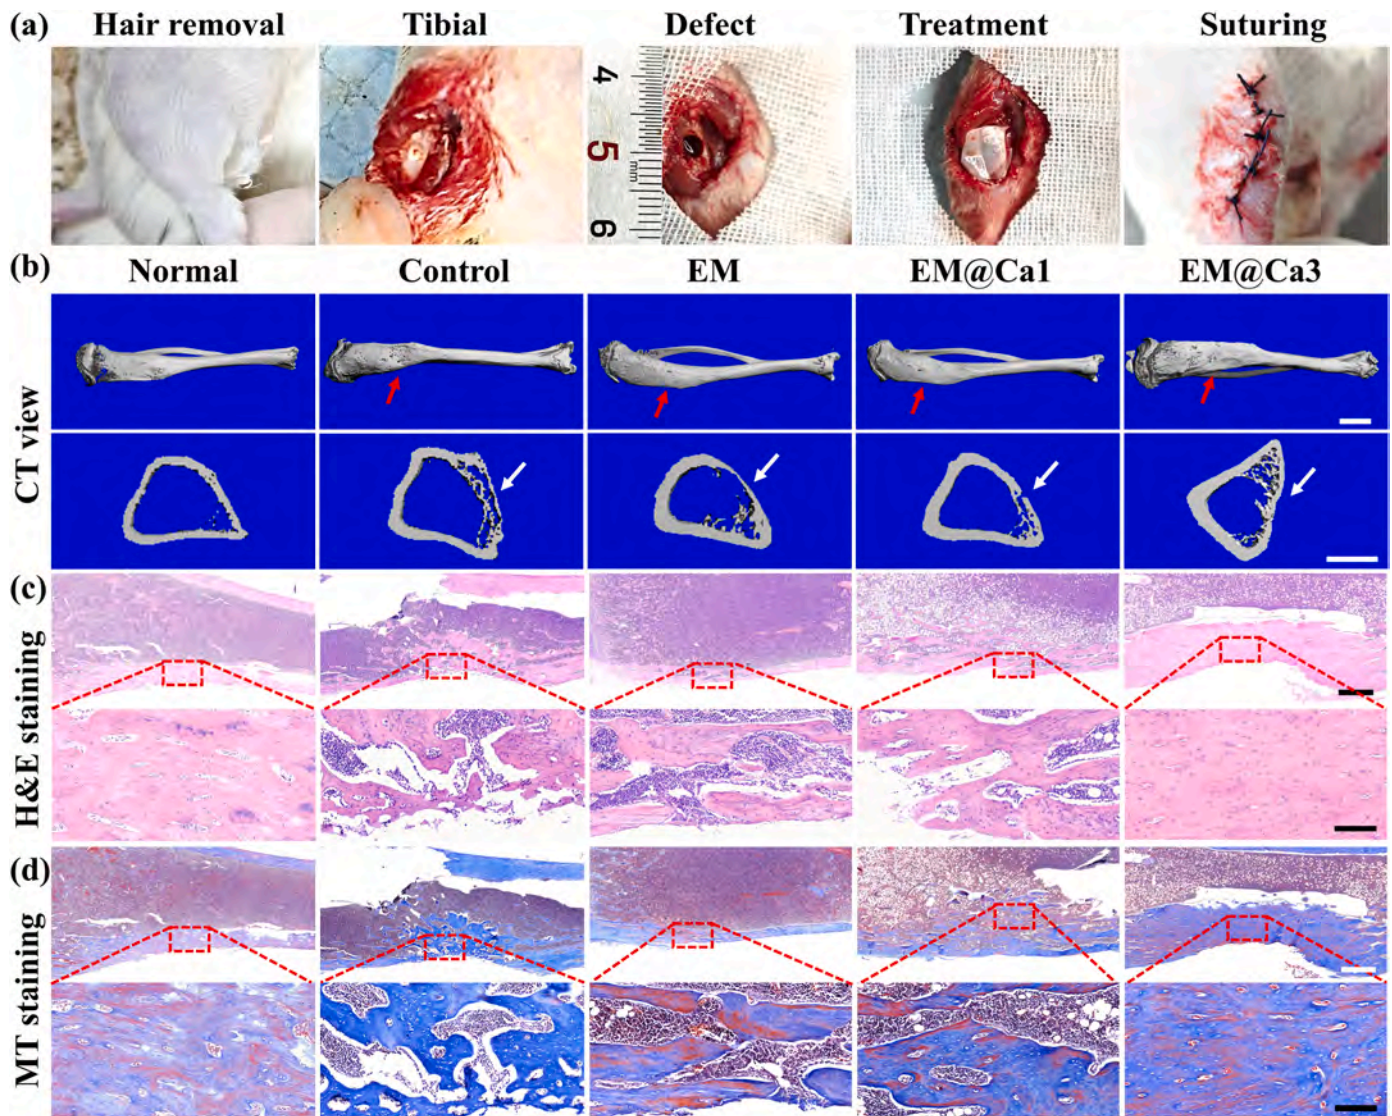 (a) Hair removal Tibial Defect Treatment Suturing
4
5
mm
6
(b) Normal Control EM EM@Ca1 EM@Ca3
CT view
(c)
H&E staining
(d)
MT staining